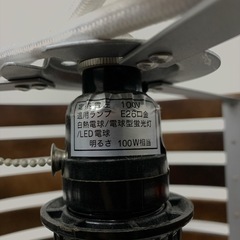 定格電圧 100V
適用ランプ E26口金
白熱電球/電球型蛍光灯
/LED電球
明るさ 100W相当